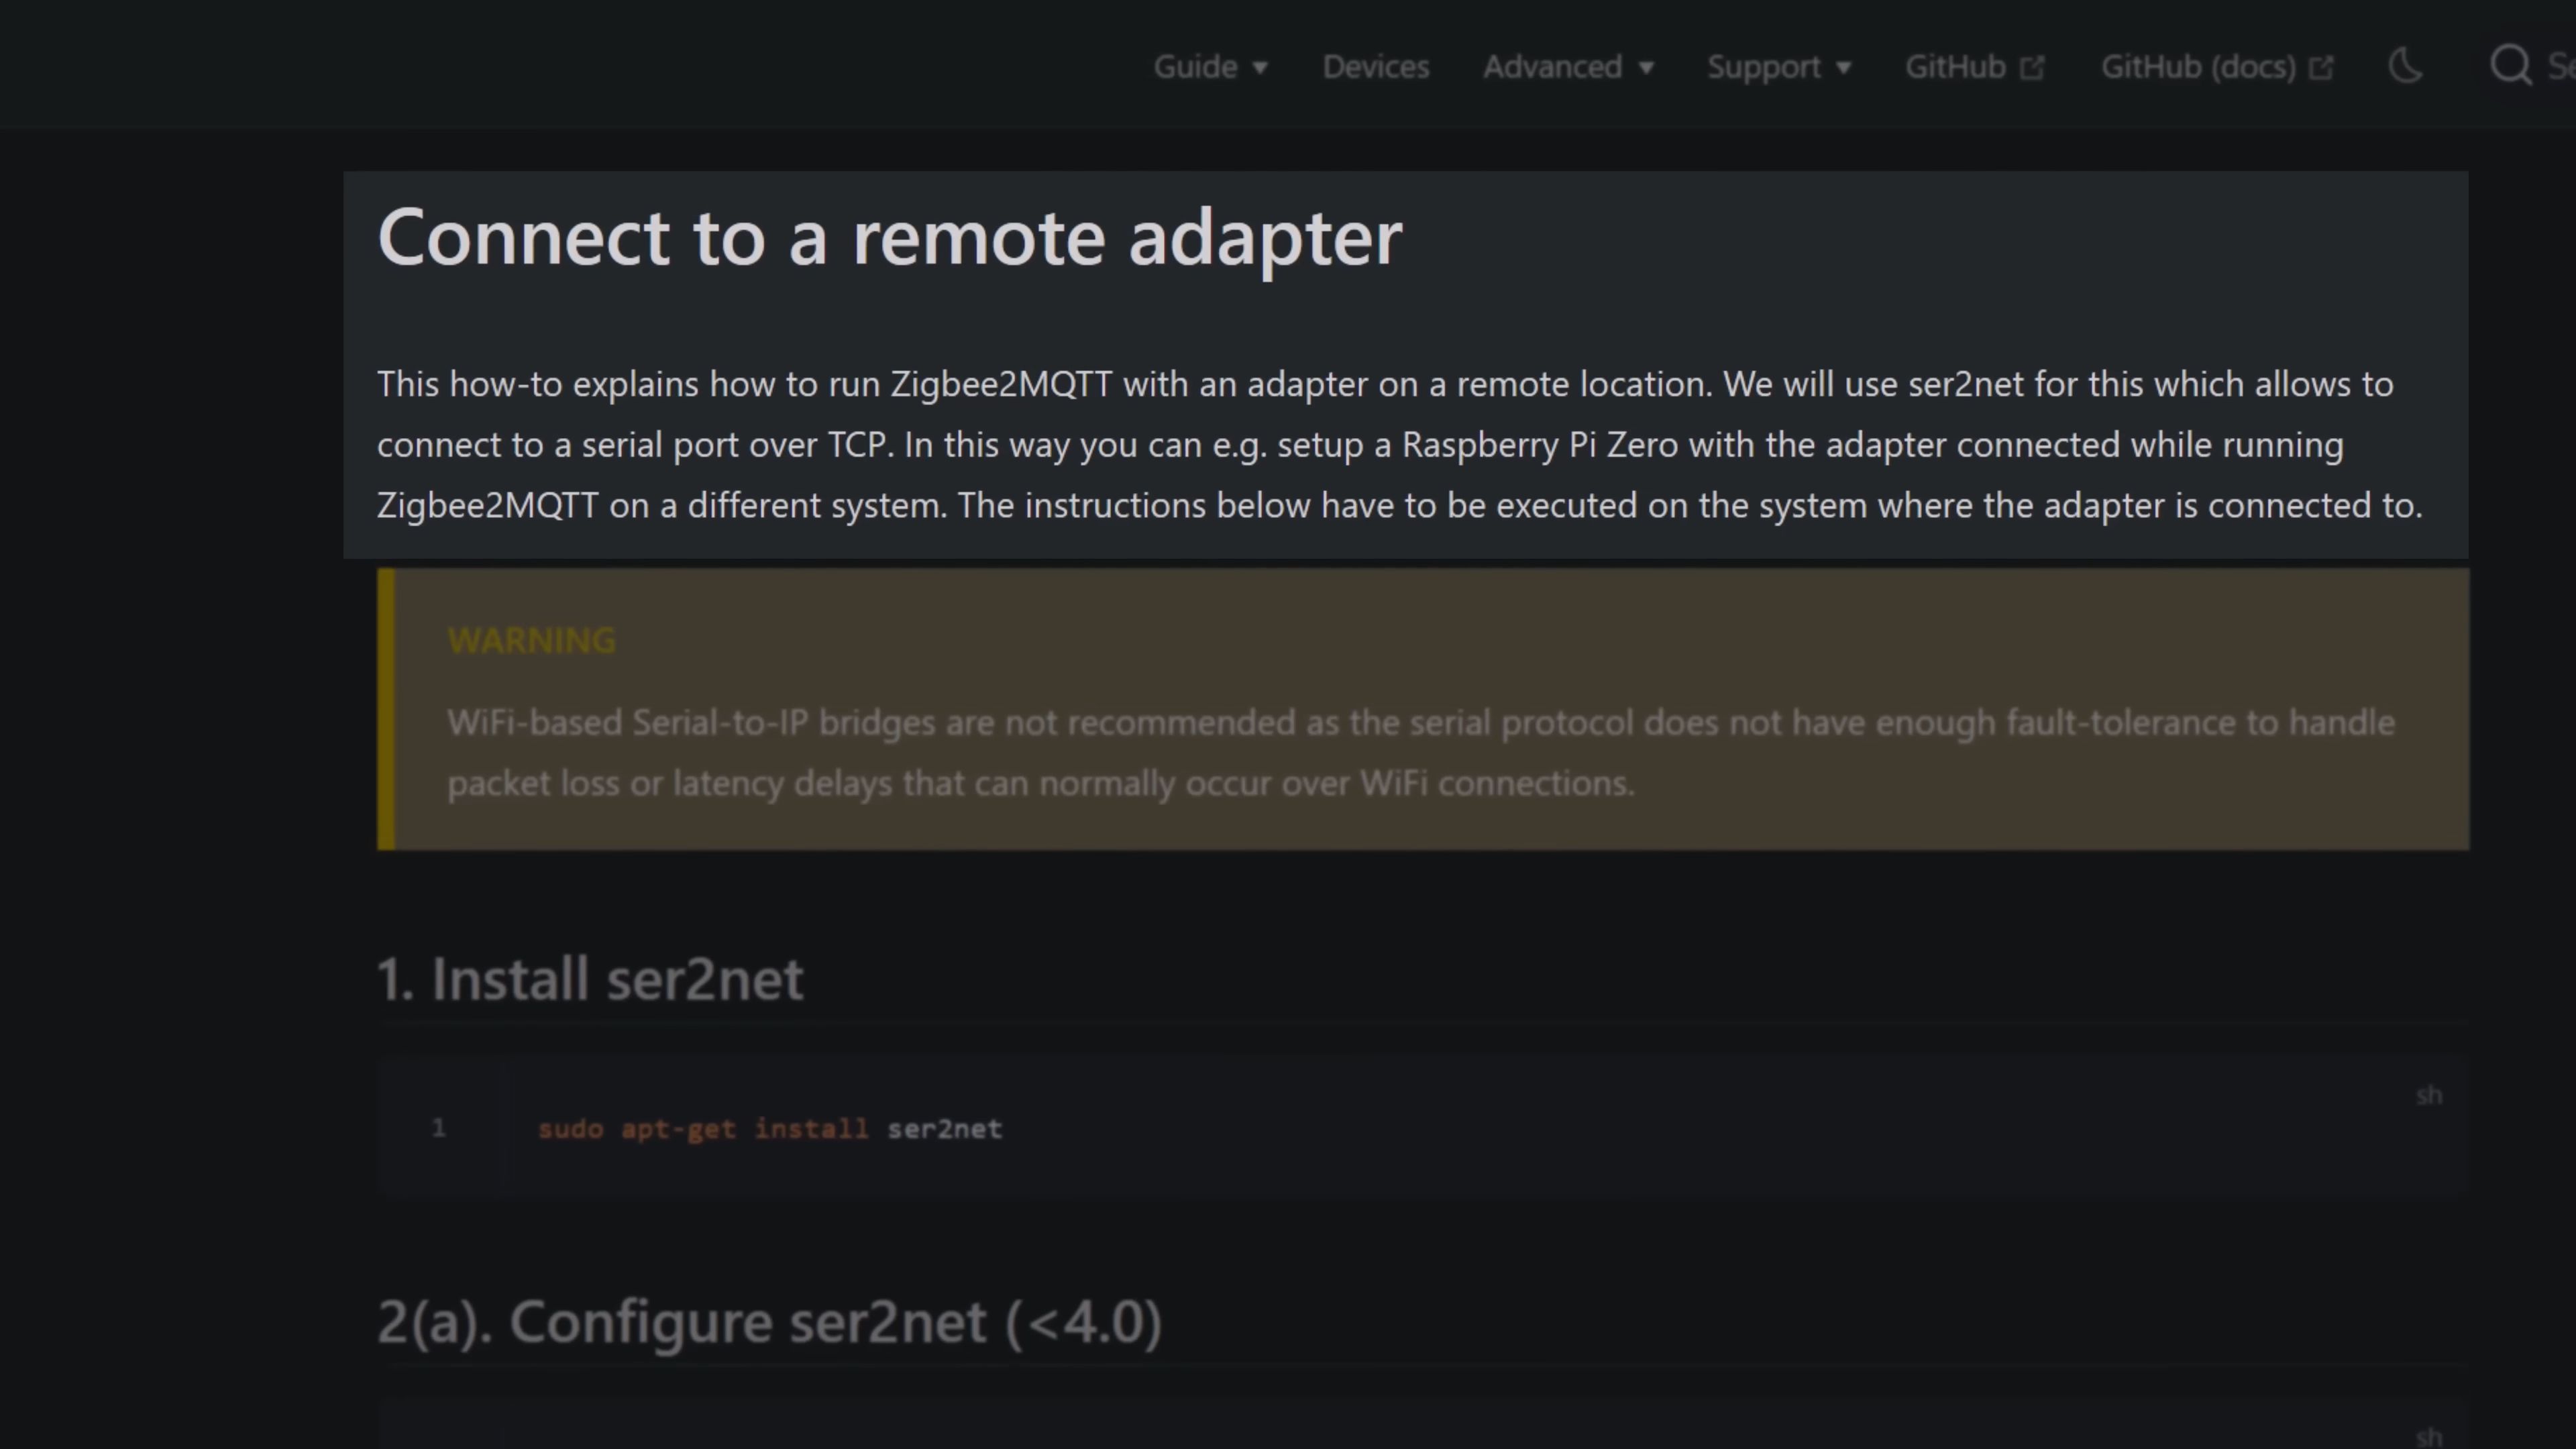 Guide Devices Advanced Support GitHub GitHub (docs)
Connect to a remote adapter
This how-to explains how to run Zigbee2MQTT with an adapter on a remote location. We will use ser2net for this which allows to
connect to a serial port over TCP. In this way you can e.g. setup a Raspberry Pi Zero with the adapter connected while running
Zigbee2MQTT on a different system. The instructions below have to be executed on the system where the adapter is connected to.
WARNING
WiFi-based Serial-to-IP bridges are not recommended as the serial protocol does not have enough fault-tolerance to handle
packet loss or latency delays that can normally occur over WiFi connections.
1. Install ser2net
sh
1 sudo apt-get install ser2net
2(a). Configure ser2net (<4.0)
sh